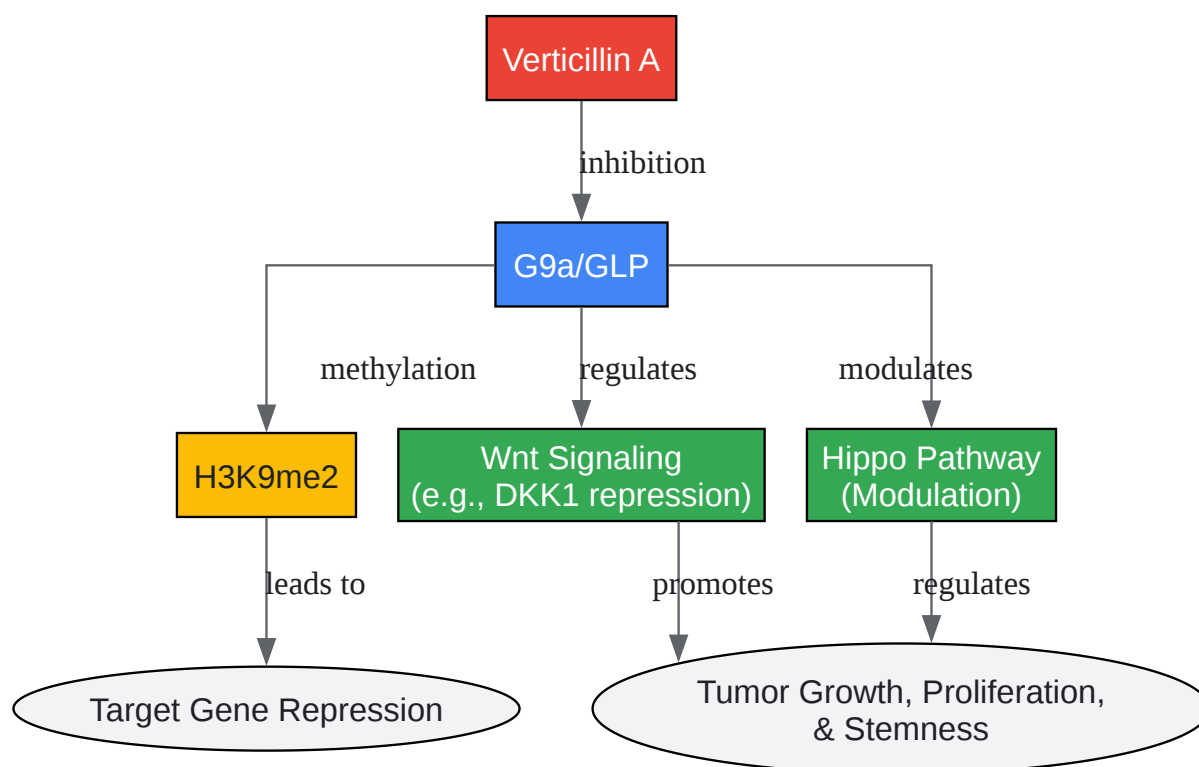 Verticillin A
inhibition
G9a/GLP
methylation
regulates
modulates
H3K9me2
Wnt Signaling
(e.g., DKK1 repression)
Hippo Pathway
(Modulation)
leads to
promotes
regulates
Target Gene Repression
Tumor Growth, Proliferation,
& Stemness